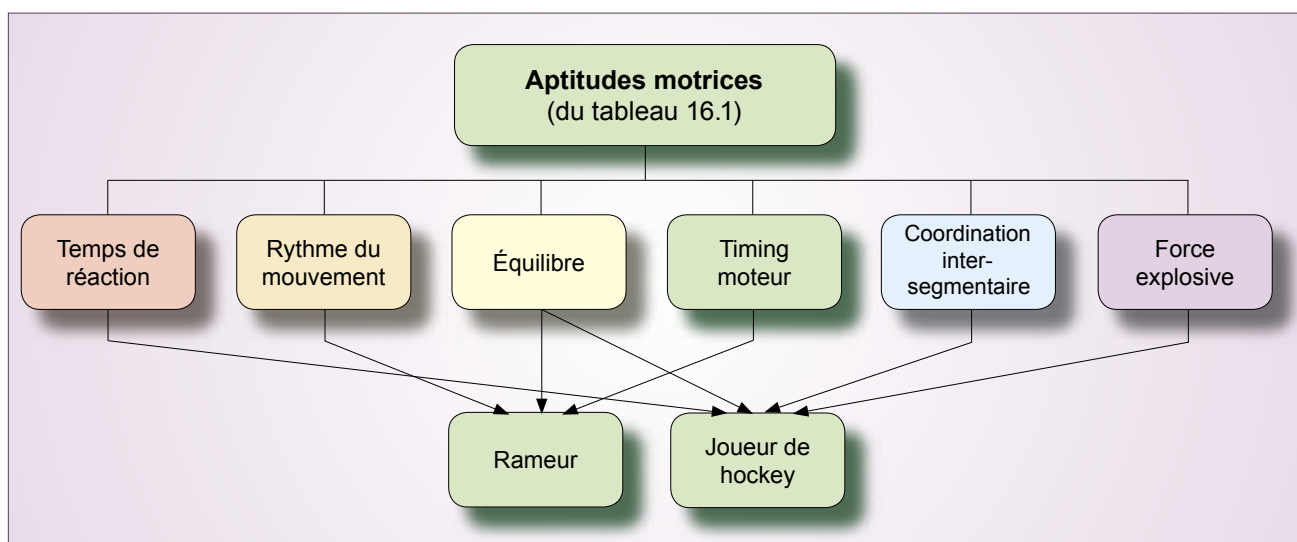 Aptitudes motrices
(du tableau 16.1)
Temps de
réaction
Rythme du
mouvement
Équilibre
Timing
moteur
Coordination
inter-
segmentaire
Force
explosive
Rameur
Joueur de
hockey